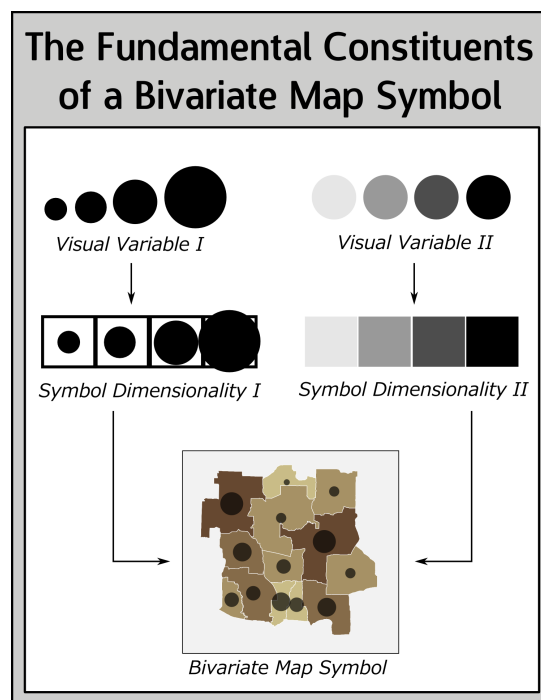 The Fundamental Constituents
of a Bivariate Map Symbol
Visual Variable I
Visual Variable II
Symbol Dimensionality I
Symbol Dimensionality II
Bivariate Map Symbol